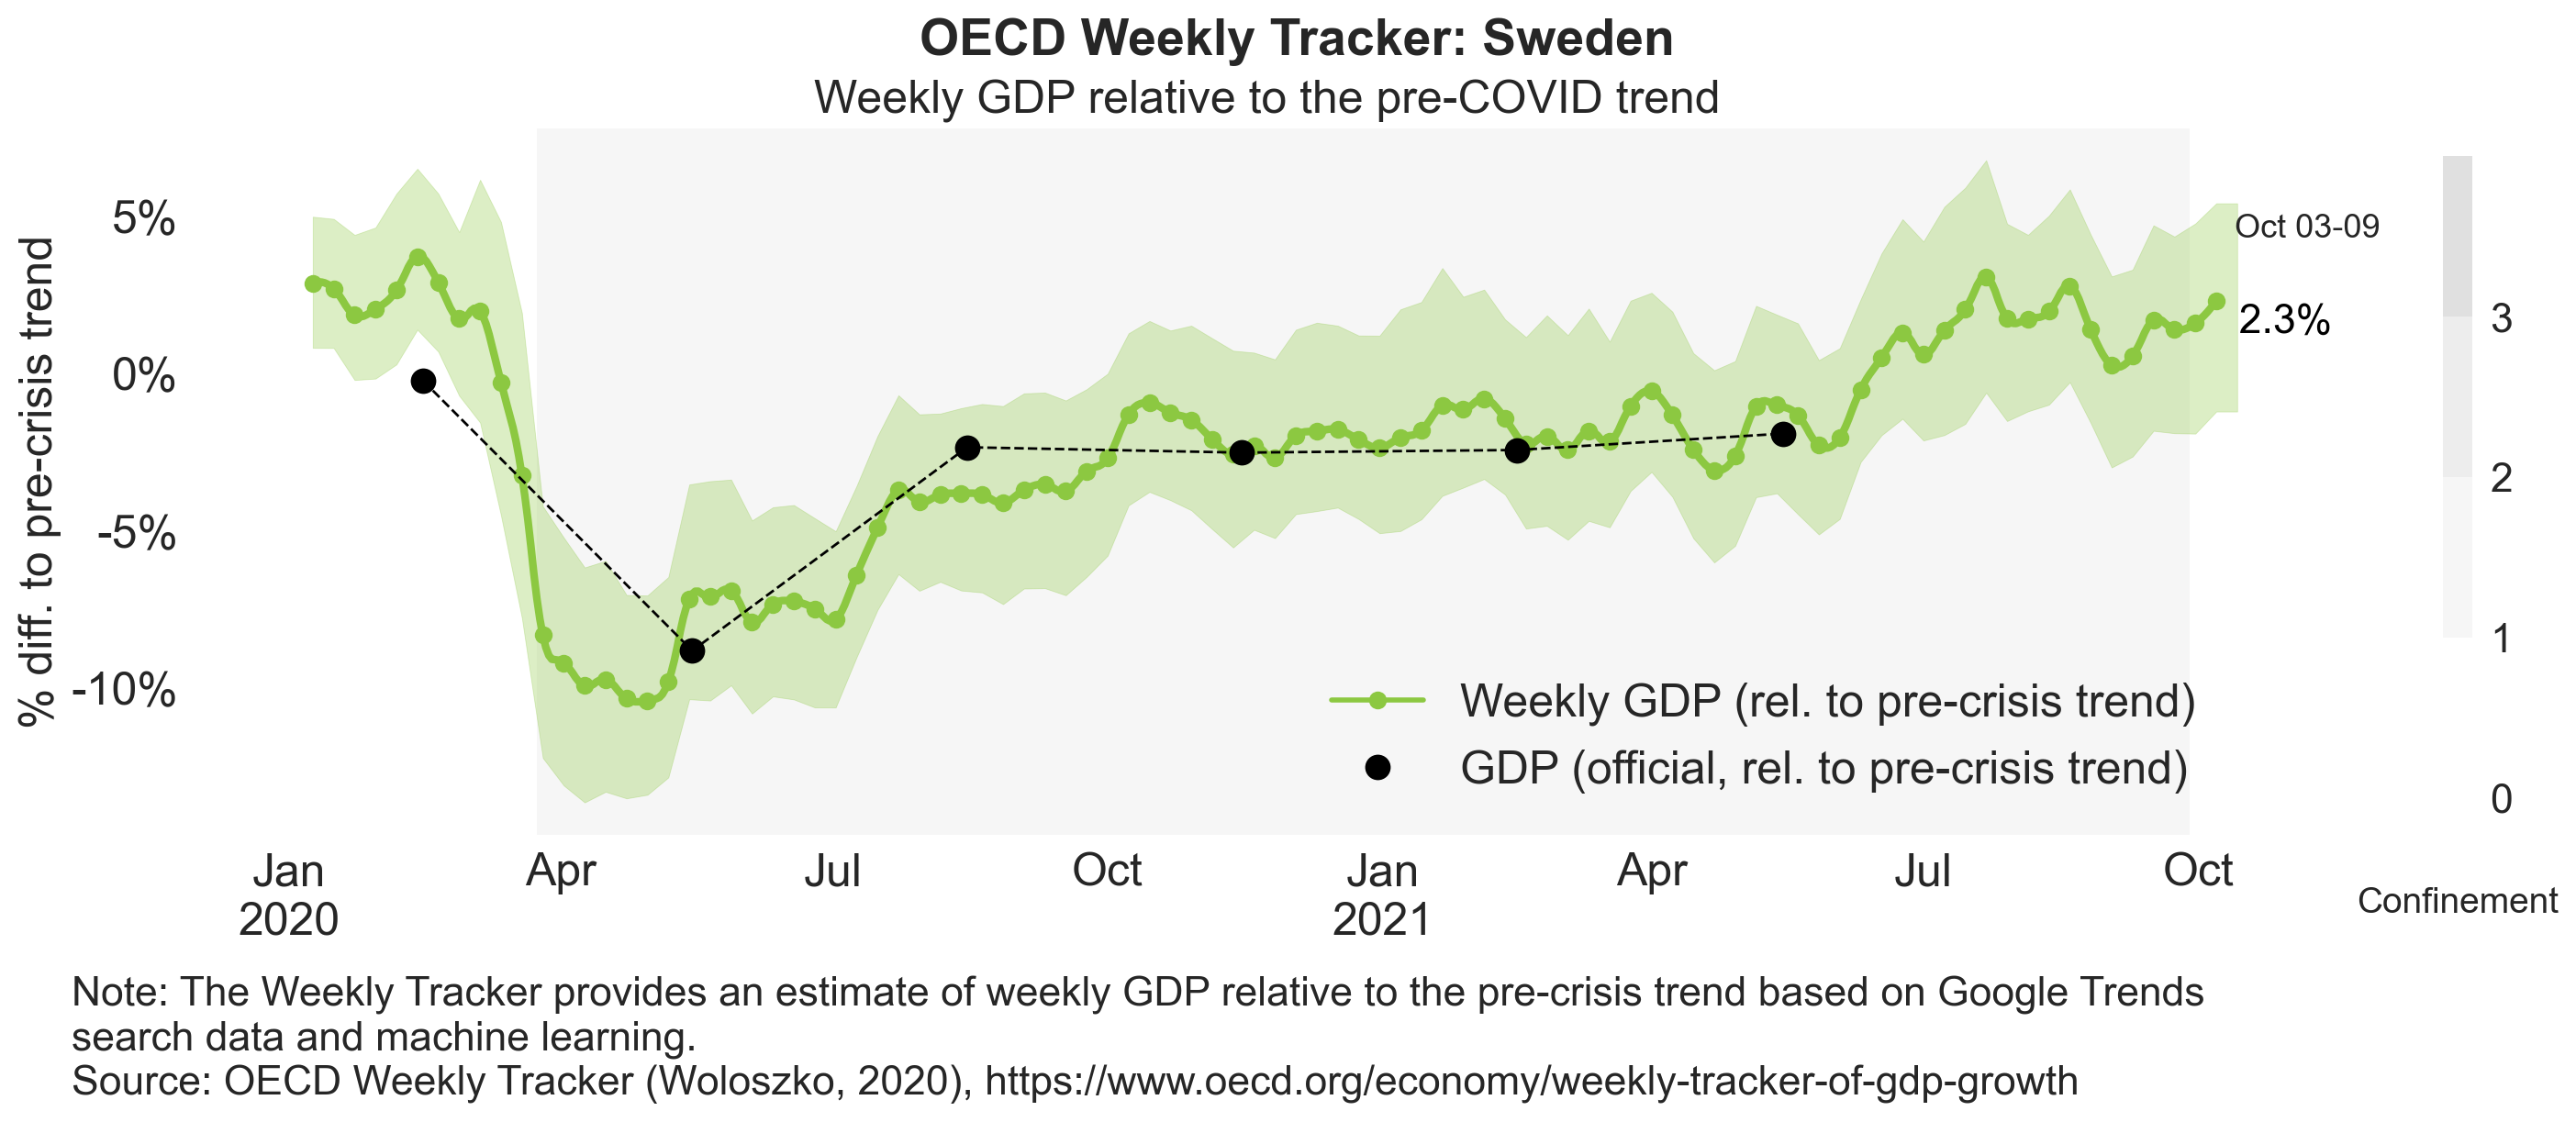 OECD Weekly Tracker: Sweden
Weekly GDP relative to the pre-COVID trend
% diff. to pre-crisis trend
5%
0%
-5%
-10%
Oct 03-09
2.3%
3
2
1
0
Confinement
Weekly GDP (rel. to pre-crisis trend)
GDP (official, rel. to pre-crisis trend)
Jan Apr Jul Oct Jan Apr Jul Oct
2020 2021
Note: The Weekly Tracker provides an estimate of weekly GDP relative to the pre-crisis trend based on Google Trends
search data and machine learning.
Source: OECD Weekly Tracker (Woloszko, 2020), https://www.oecd.org/economy/weekly-tracker-of-gdp-growth